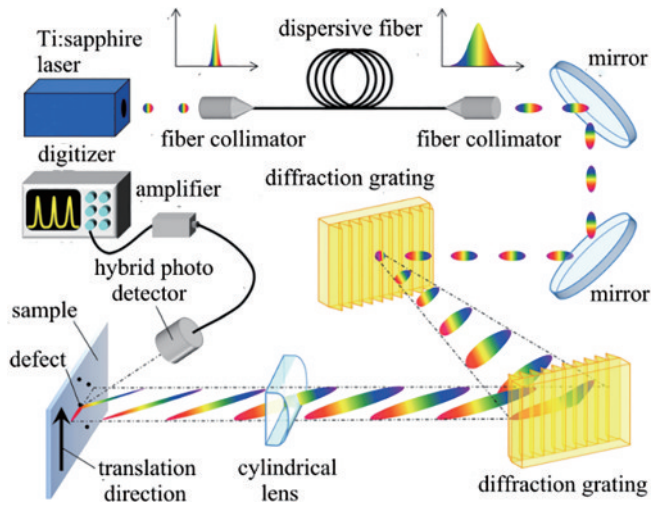 Ti:sapphire
laser
dispersive fiber
mirror
fiber collimator
fiber collimator
digitizer
amplifier
diffraction grating
hybrid photo
detector
mirror
sample
defect
translation
direction
cylindrical
lens
diffraction grating